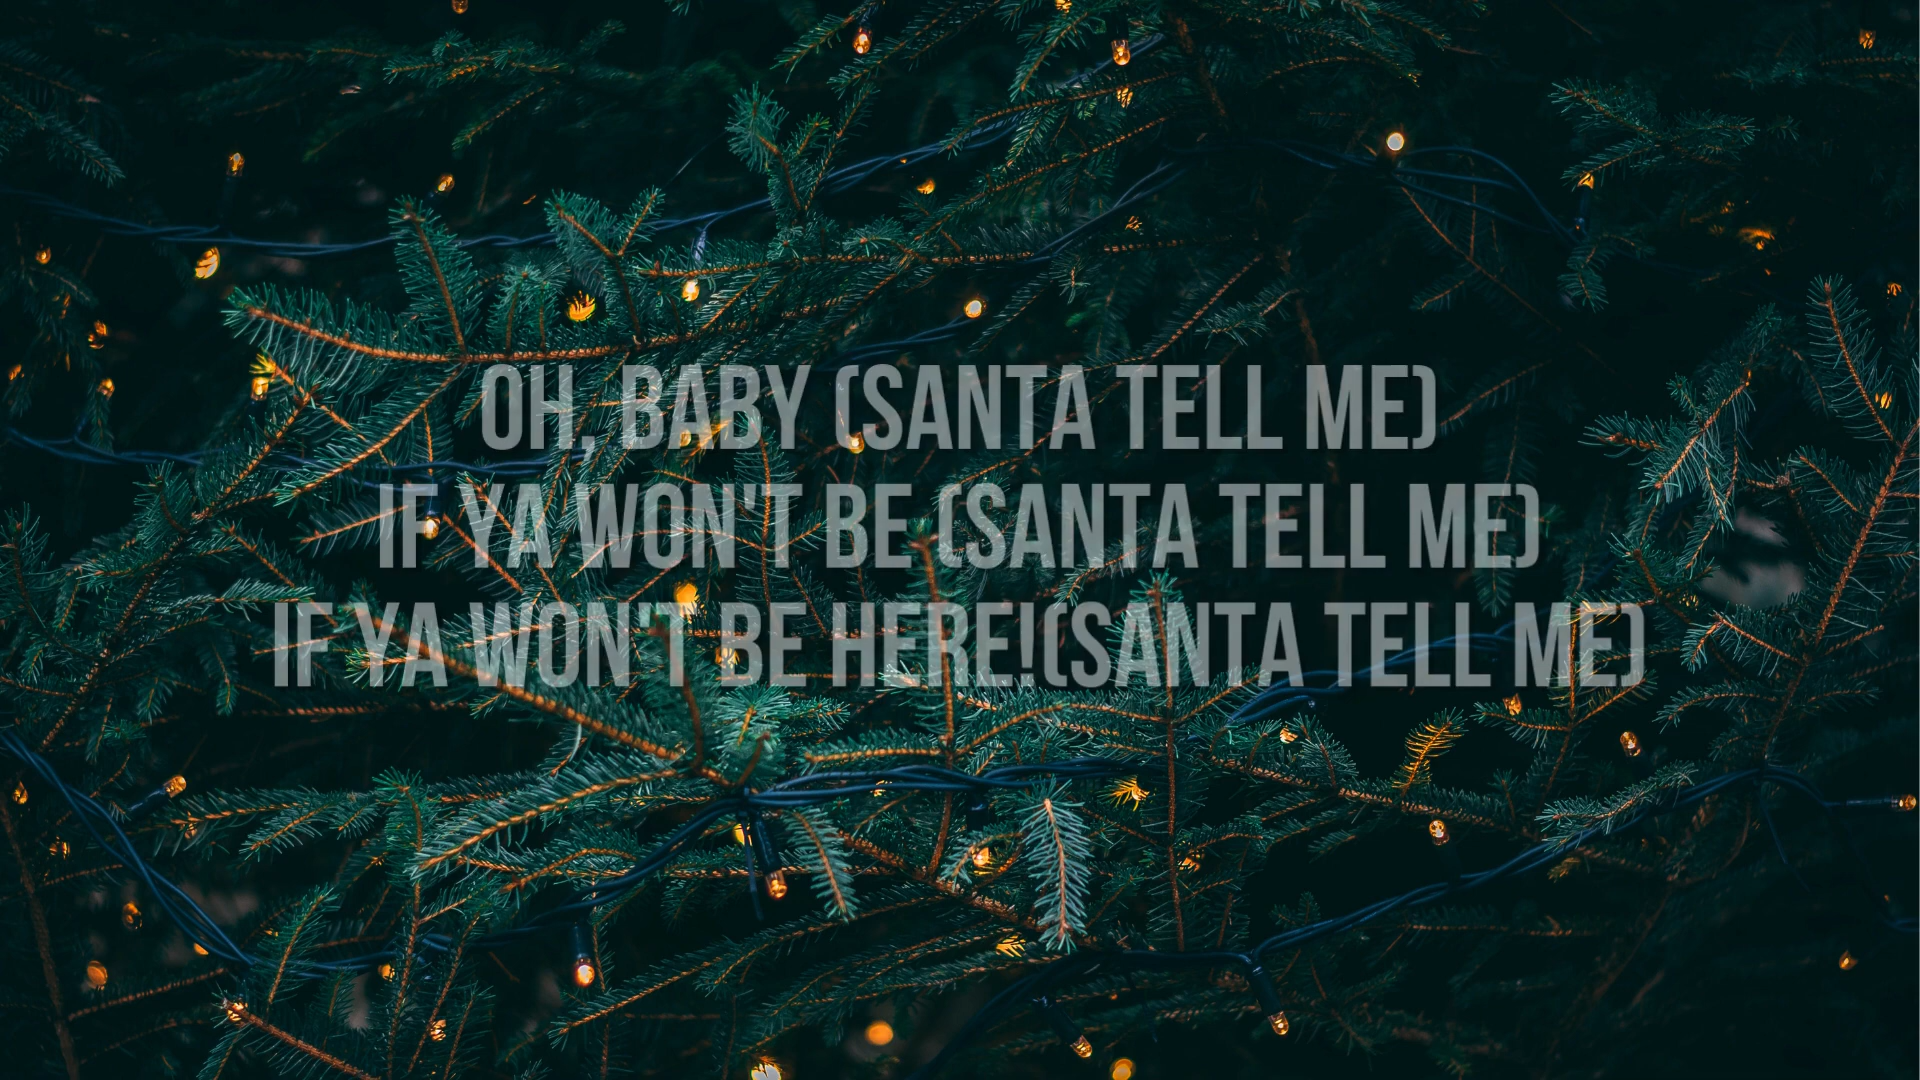 OH, BABY (SANTA TELL ME)
IF YA WON'T BE (SANTA TELL ME)
IF YA WON'T BE HERE!(SANTA TELL ME)